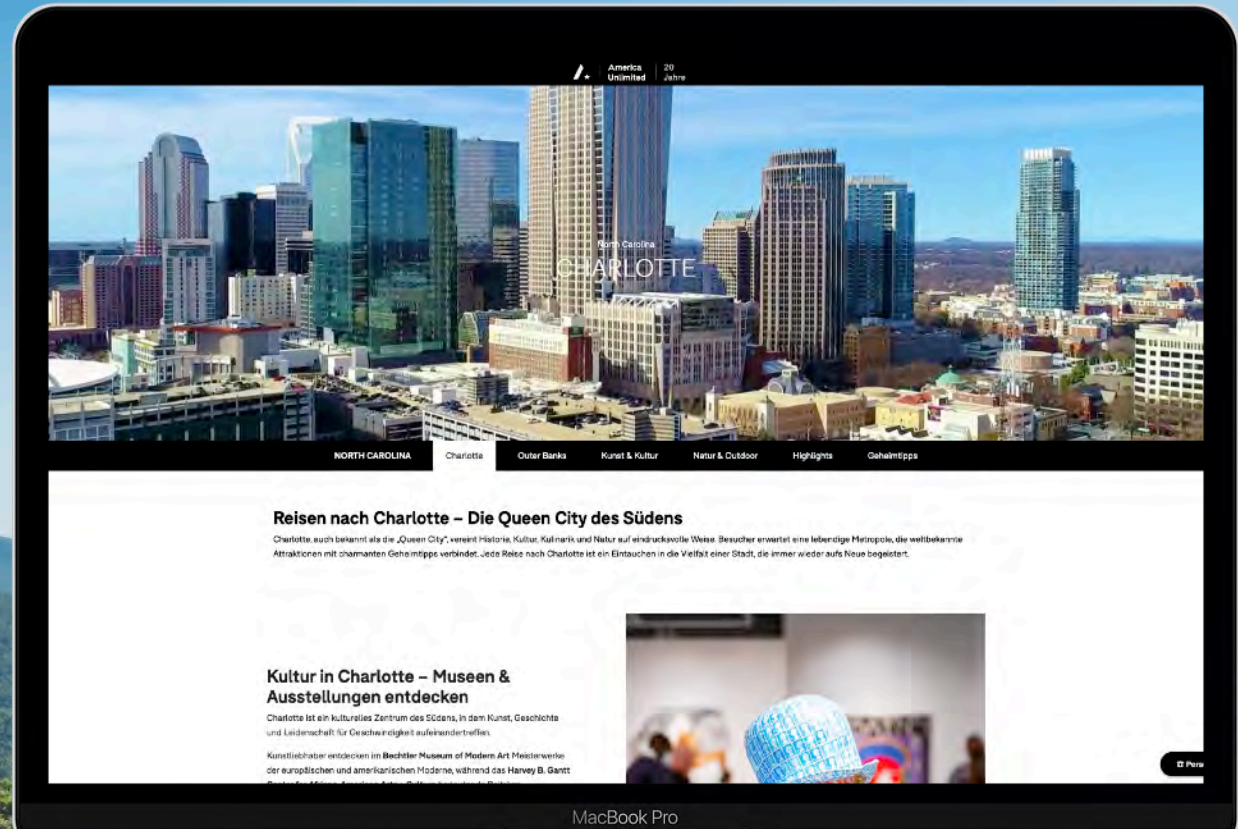 America
Unlimited
20
Jahre
North Carolina
CHARLOTTE
NORTH CAROLINA Charlotte Outer Banks Kunst & Kultur Natur & Outdoor Highlights Geheimtipps
Reisen nach Charlotte – Die Queen City des Südens
Charlotte, auch bekannt als die „Queen City“, vereint Historie, Kultur, Kulinarik und Natur auf eindrucksvolle Weise. Besucher erwartet eine lebendige Metropole, die weltbekannte
Attraktionen mit charmanten Geheimtipps verbindet. Jede Reise nach Charlotte ist ein Eintauchen in die Vielfalt einer Stadt, die immer wieder aufs Neue begeistert.
Kultur in Charlotte – Museen &
Ausstellungen entdecken
Charlotte ist ein kulturelles Zentrum des Südens, in dem Kunst, Geschichte
und Leidenschaft für Geschwindigkeit aufeinandertreffen.
Kunstliebhaber entdecken im Bechtler Museum of Modern Art Meisterwerke
der europäischen und amerikanischen Moderne, während das Harvey B. Gantt
Pers
MacBook Pro